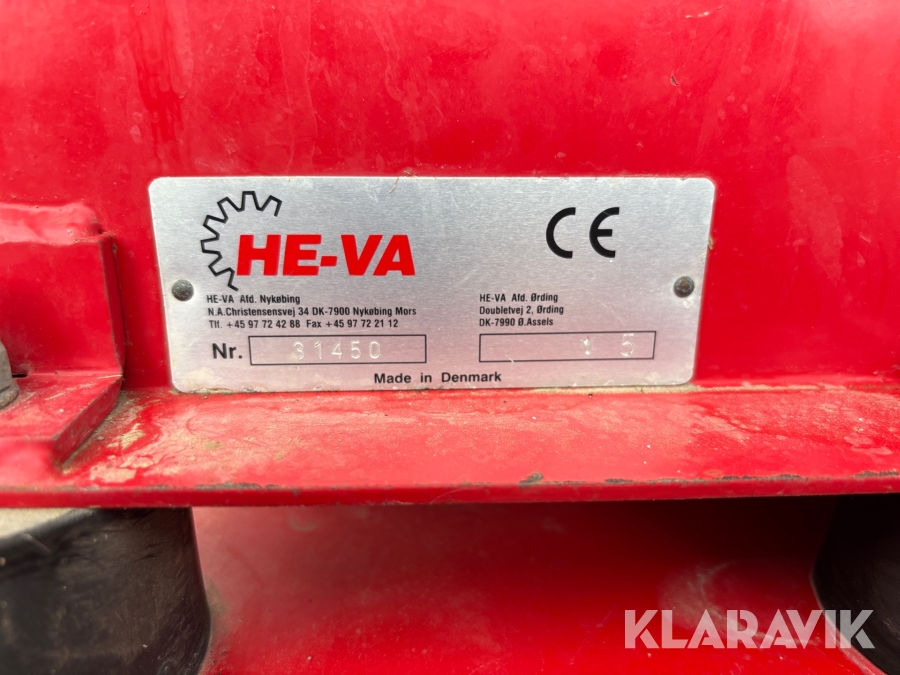 HE-VA
CE
HE-VA Afd. Nykøbing
N.A.Christensensvej 34 DK-7900 Nykøbing Mors
Tlf. +45 97 72 42 88 Fax +45 97 72 21 12
HE-VA Afd. Ørding
Doubletvej 2, Ørding
DK-7990 Ø.Assels
Nr. 31450
15
Made in Denmark
KLARAVIK